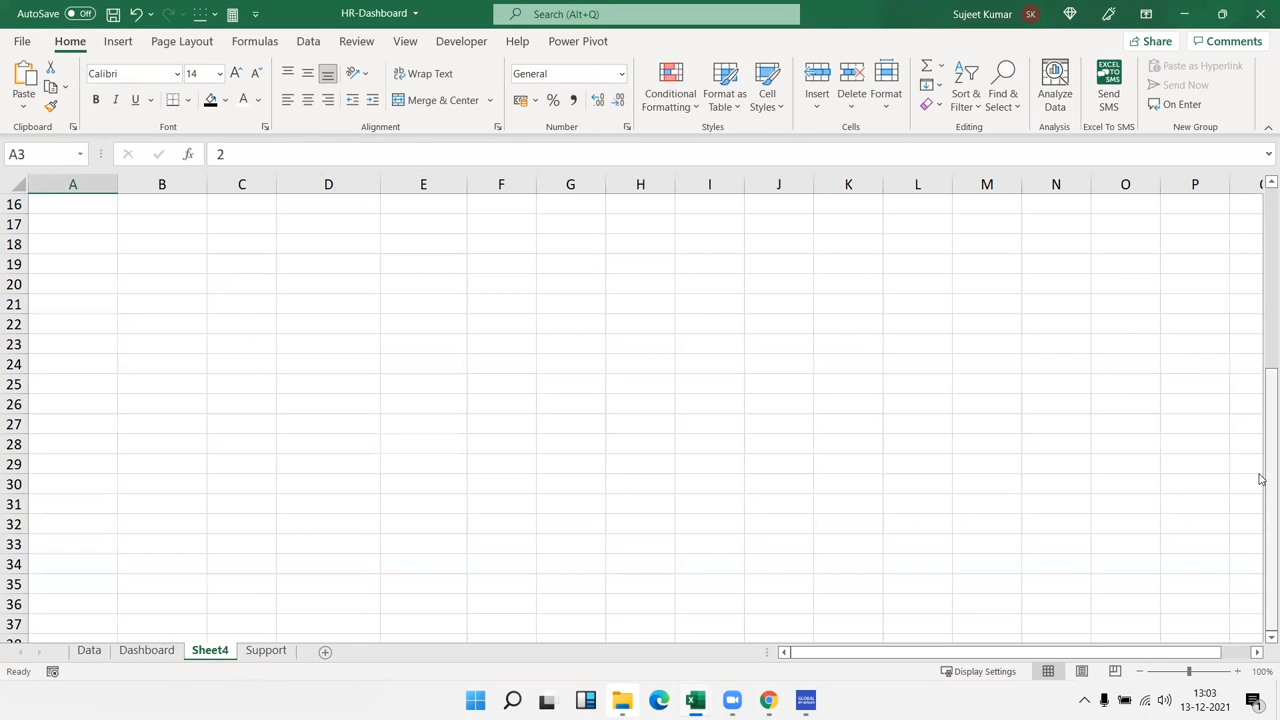 AutoSave Off HR-Dashboard Search (Alt+Q) Sujeet Kumar SK
File Home Insert Page Layout Formulas Data Review View Developer Help Power Pivot Share Comments
Paste Calibri 14 Wrap Text General Conditional Formatting Format as Table Cell Styles Insert Delete Format Sort & Filter Find & Select Analyze Data Send SMS Paste as Hyperlink
Send Now
B I U A Merge & Center % On Enter
Clipboard Font Alignment Number Styles Cells Editing Analysis Excel To SMS New Group
A3 fx 2
A B C D E F G H I J K L M N O P
16
17
18
19
20
21
22
23
24
25
26
27
28
29
30
31
32
33
34
35
36
37
Data Dashboard Sheet4 Support
Ready Display Settings 100%
13:03
13-12-2021